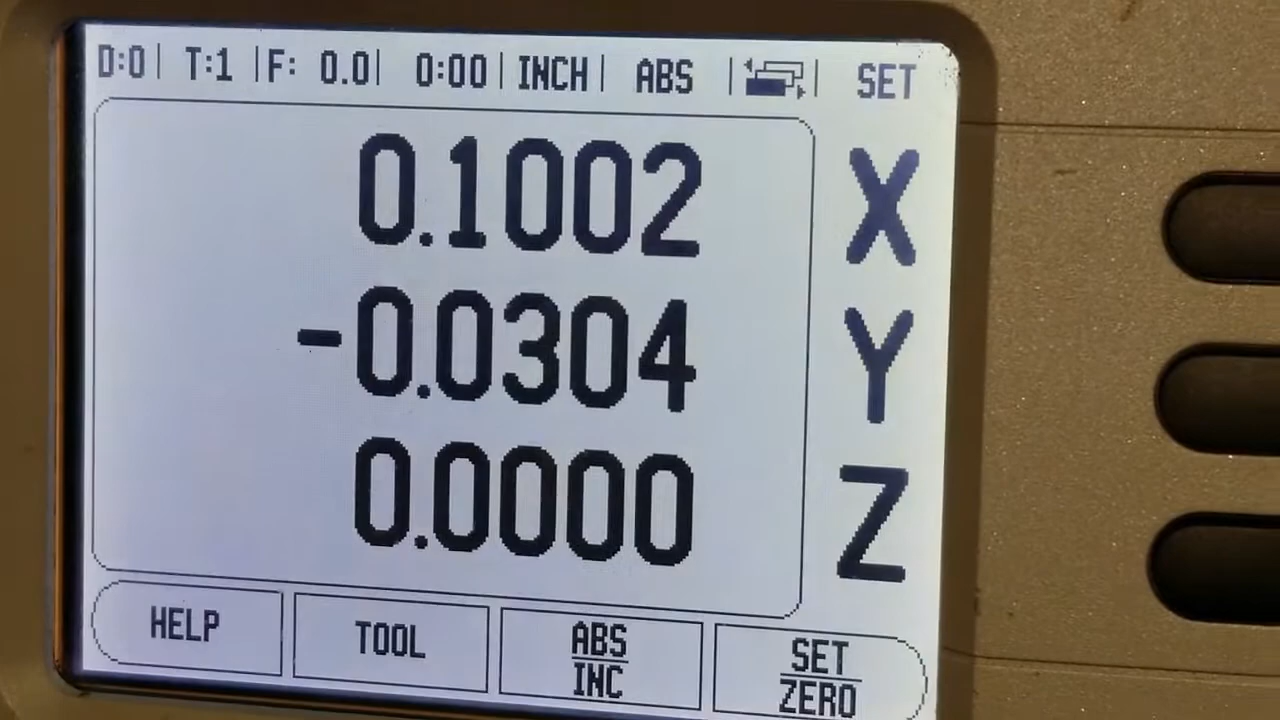 D:0 T:1 F: 0.0 0:00 INCH ABS SET
0.1002 X
-0.0304 Y
0.0000 Z
HELP TOOL ABS INC SET ZERO